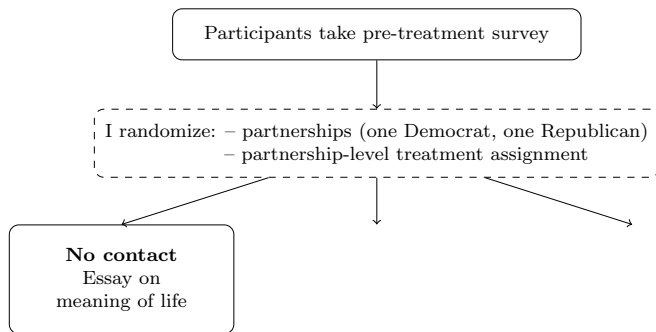 Participants take pre-treatment survey
I randomize: – partnerships (one Democrat, one Republican)
– partnership-level treatment assignment
No contact
Essay on
meaning of life